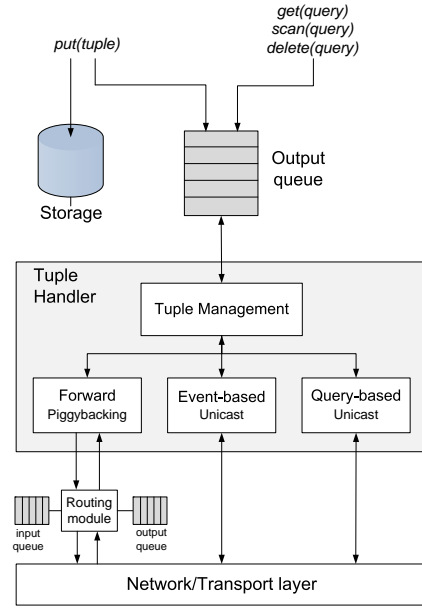 get(query)
scan(query)
delete(query)
put(tuple)
Output
queue
Storage
Tuple
Handler
Tuple Management
Forward
Piggybacking
Event-based
Unicast
Query-based
Unicast
Routing
module
input
queue
output
queue
Network/Transport layer